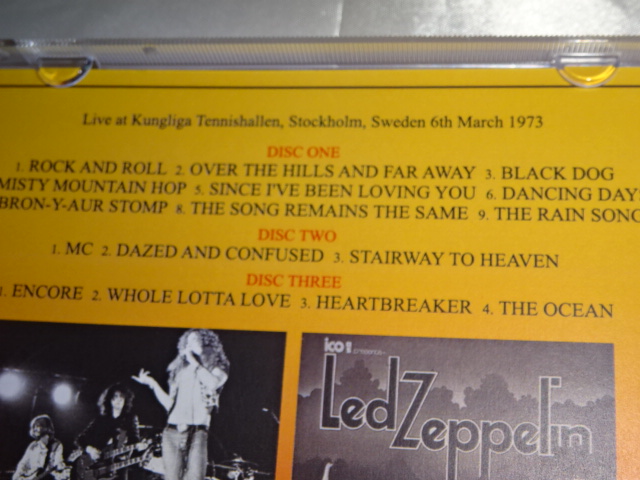 Live at Kungliga Tennishallen, Stockholm, Sweden 6th March 1973
DISC ONE
1. ROCK AND ROLL 2. OVER THE HILLS AND FAR AWAY 3. BLACK DOG
MISTY MOUNTAIN HOP 5. SINCE I'VE BEEN LOVING YOU 6. DANCING DAY
BRON-Y-AUR STOMP 8. THE SONG REMAINS THE SAME 9. THE RAIN SONG
DISC TWO
1. MC 2. DAZED AND CONFUSED 3. STAIRWAY TO HEAVEN
DISC THREE
1. ENCORE 2. WHOLE LOTTA LOVE 3. HEARTBREAKER 4. THE OCEAN
Led Zeppelin